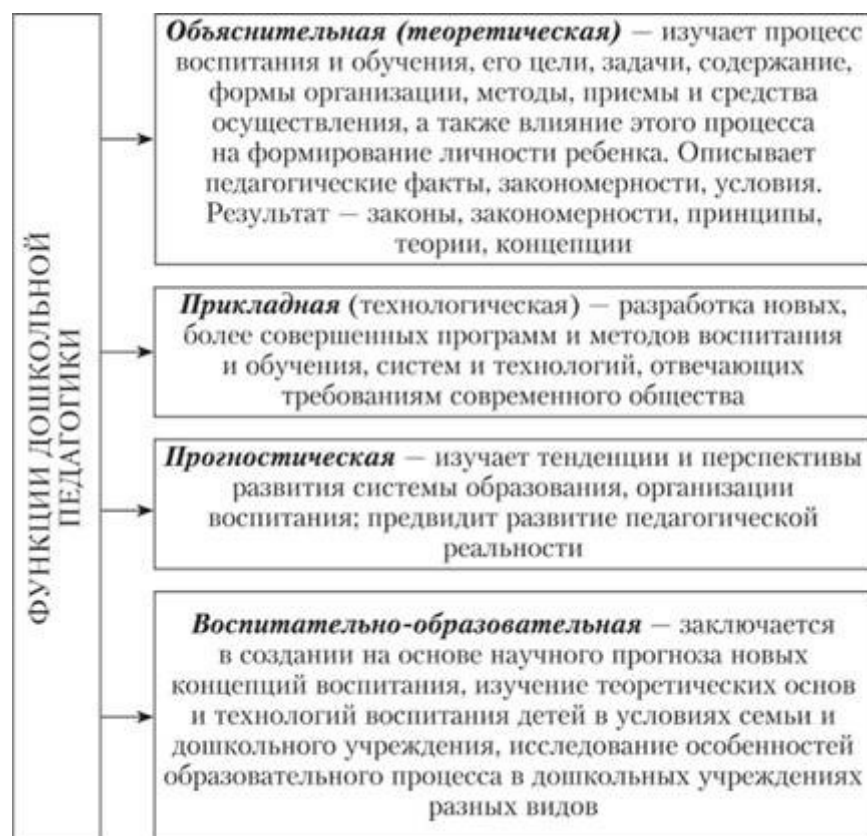 ФУНКЦИИ ДОШКОЛЬНОЙ
ПЕДАГОГИКИ
Объяснительная (теоретическая) — изучает процесс
воспитания и обучения, его цели, задачи, содержание,
формы организации, методы, приемы и средства
осуществления, а также влияние этого процесса
на формирование личности ребенка. Описывает
педагогические факты, закономерности, условия.
Результат — законы, закономерности, принципы,
теории, концепции
Прикладная (технологическая) — разработка новых,
более совершенных программ и методов воспитания
и обучения, систем и технологий, отвечающих
требованиям современного общества
Прогностическая — изучает тенденции и перспективы
развития системы образования, организации
воспитания; предвидит развитие педагогической
реальности
Воспитательно-образовательная — заключается
в создании на основе научного прогноза новых
концепций воспитания, изучение теоретических основ
и технологий воспитания детей в условиях семьи и
дошкольного учреждения, исследование особенностей
образовательного процесса в дошкольных учреждениях
разных видов